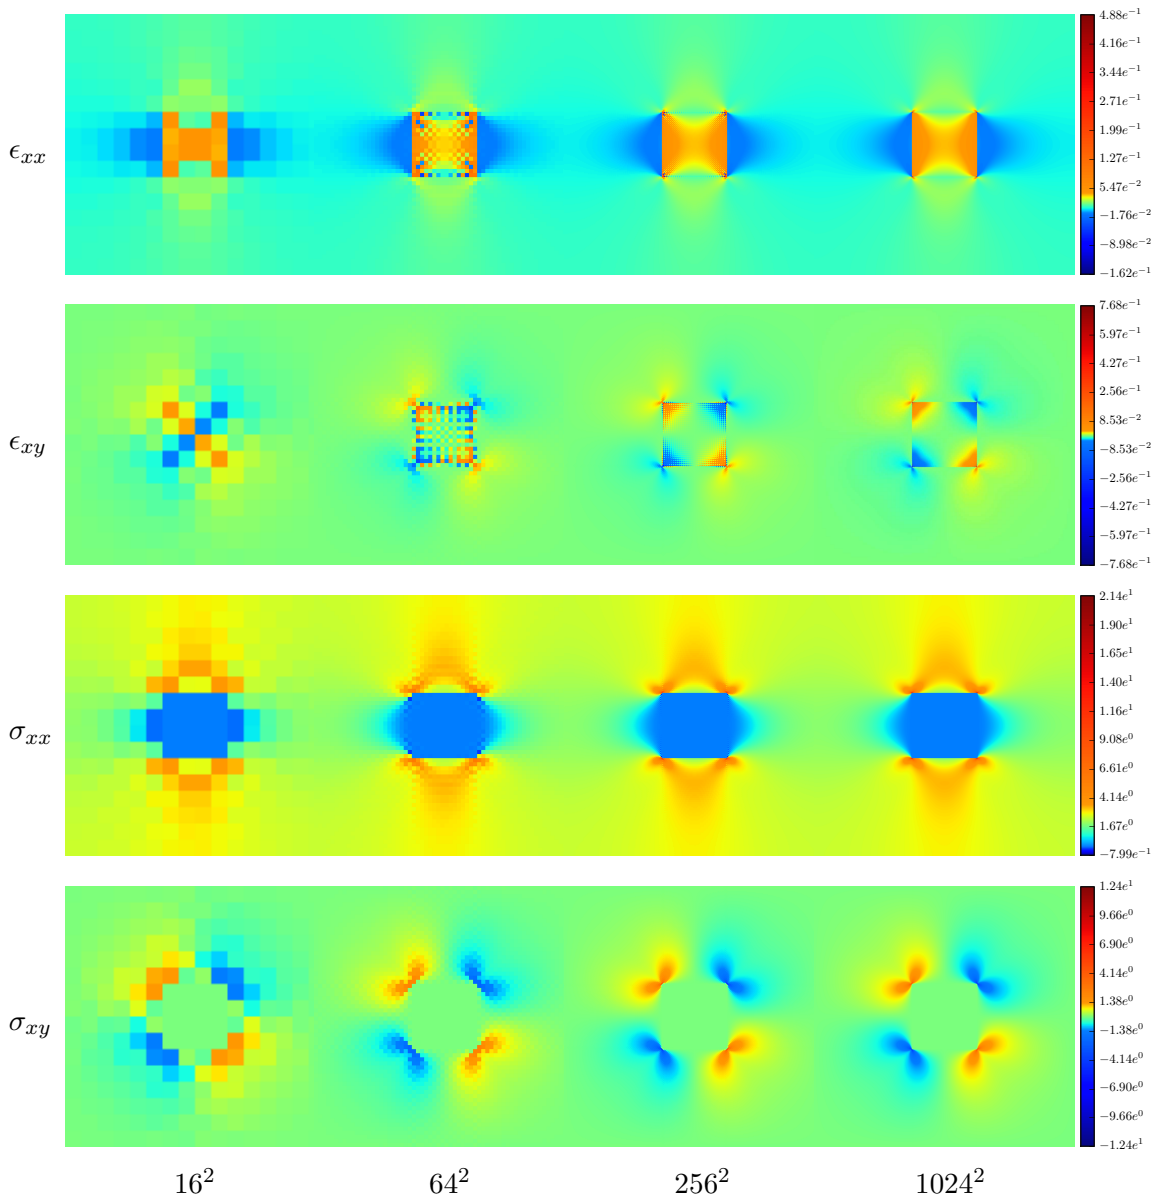 4.88e⁻¹
4.16e⁻¹
3.44e⁻¹
2.71e⁻¹
1.99e⁻¹
1.27e⁻¹
5.47e⁻²
−1.76e⁻²
−8.98e⁻²
−1.62e⁻¹
ϵxx
7.68e⁻¹
5.97e⁻¹
4.27e⁻¹
2.56e⁻¹
8.53e⁻²
−8.53e⁻²
−2.56e⁻¹
−4.27e⁻¹
−5.97e⁻¹
−7.68e⁻¹
ϵxy
2.14e¹
1.90e¹
1.65e¹
1.41e¹
1.16e¹
9.08e⁰
6.61e⁰
4.14e⁰
1.67e⁰
−7.99e⁻¹
σxx
1.24e¹
9.66e⁰
6.90e⁰
4.14e⁰
1.38e⁰
−1.38e⁰
−4.14e⁰
−6.90e⁰
−9.66e⁰
−1.24e¹
σxy
16² 64² 256² 1024²